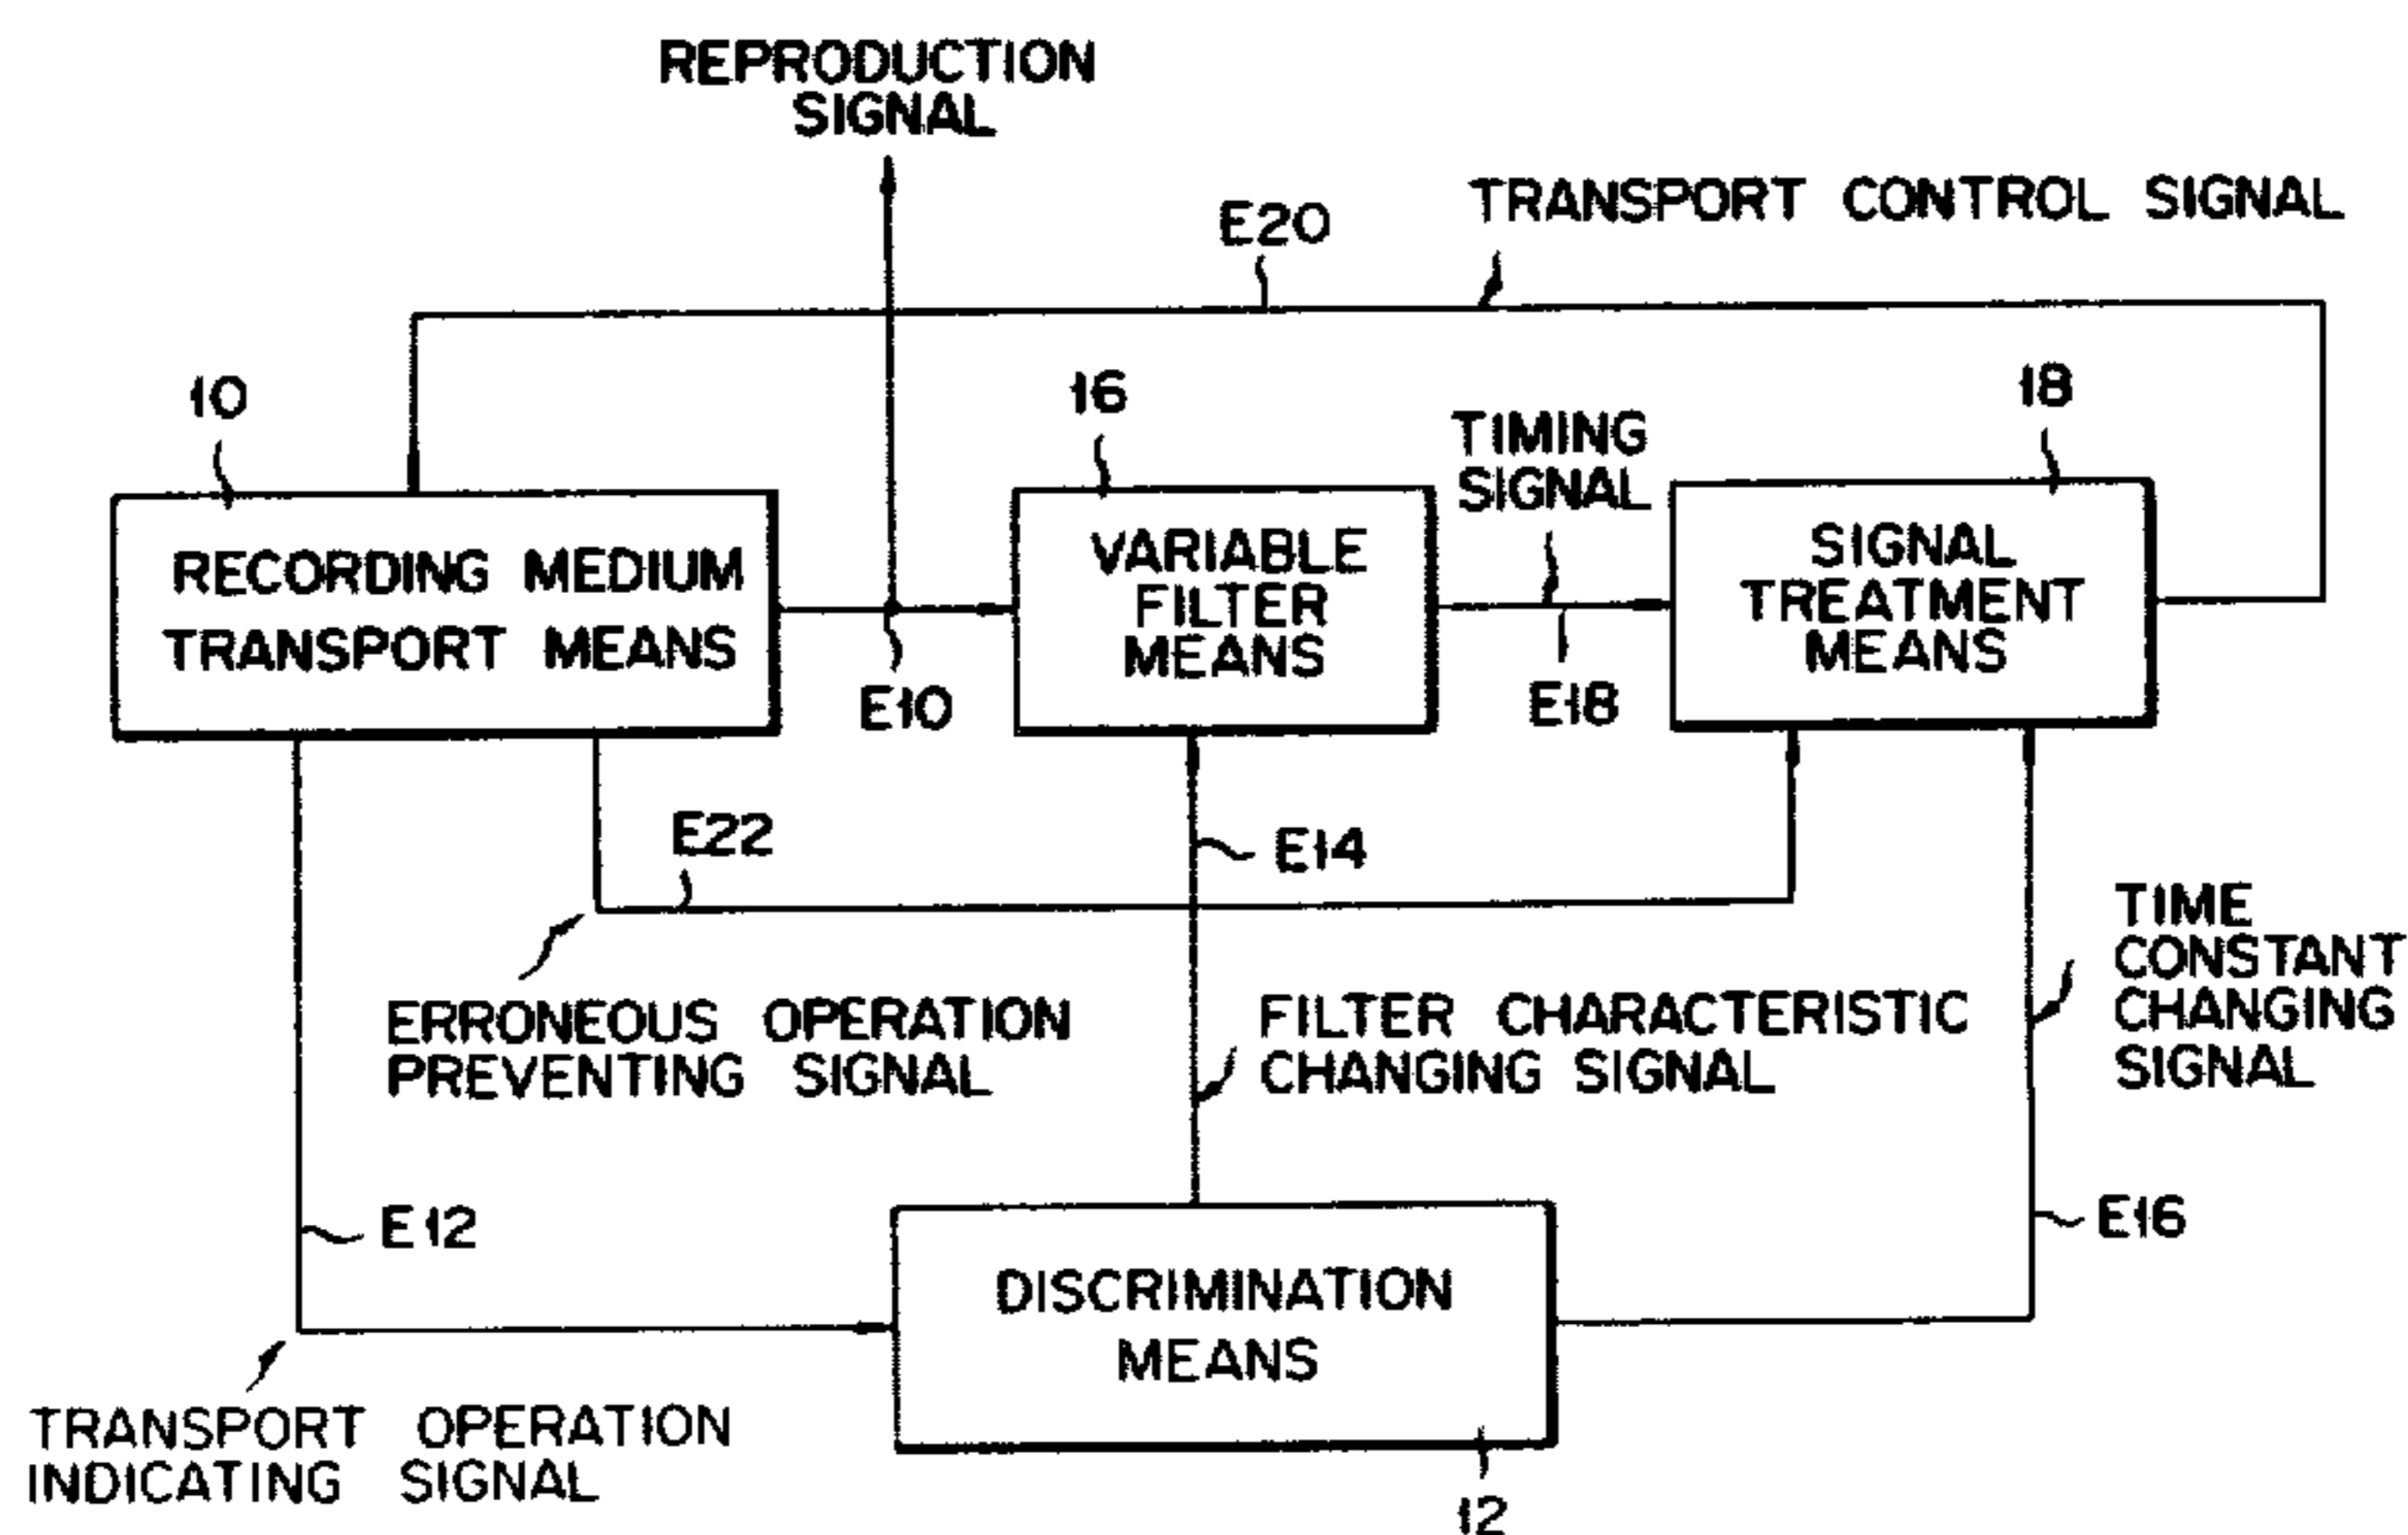 REPRODUCTION
SIGNAL
TRANSPORT CONTROL SIGNAL
E20
10
16
18
TIMING
SIGNAL
RECORDING MEDIUM
TRANSPORT MEANS
VARIABLE
FILTER
MEANS
SIGNAL
TREATMENT
MEANS
E10
E18
E22
E14
TIME
CONSTANT
CHANGING
SIGNAL
ERRONEOUS OPERATION
PREVENTING SIGNAL
FILTER CHARACTERISTIC
CHANGING SIGNAL
E12
E16
DISCRIMINATION
MEANS
TRANSPORT OPERATION
INDICATING SIGNAL
12